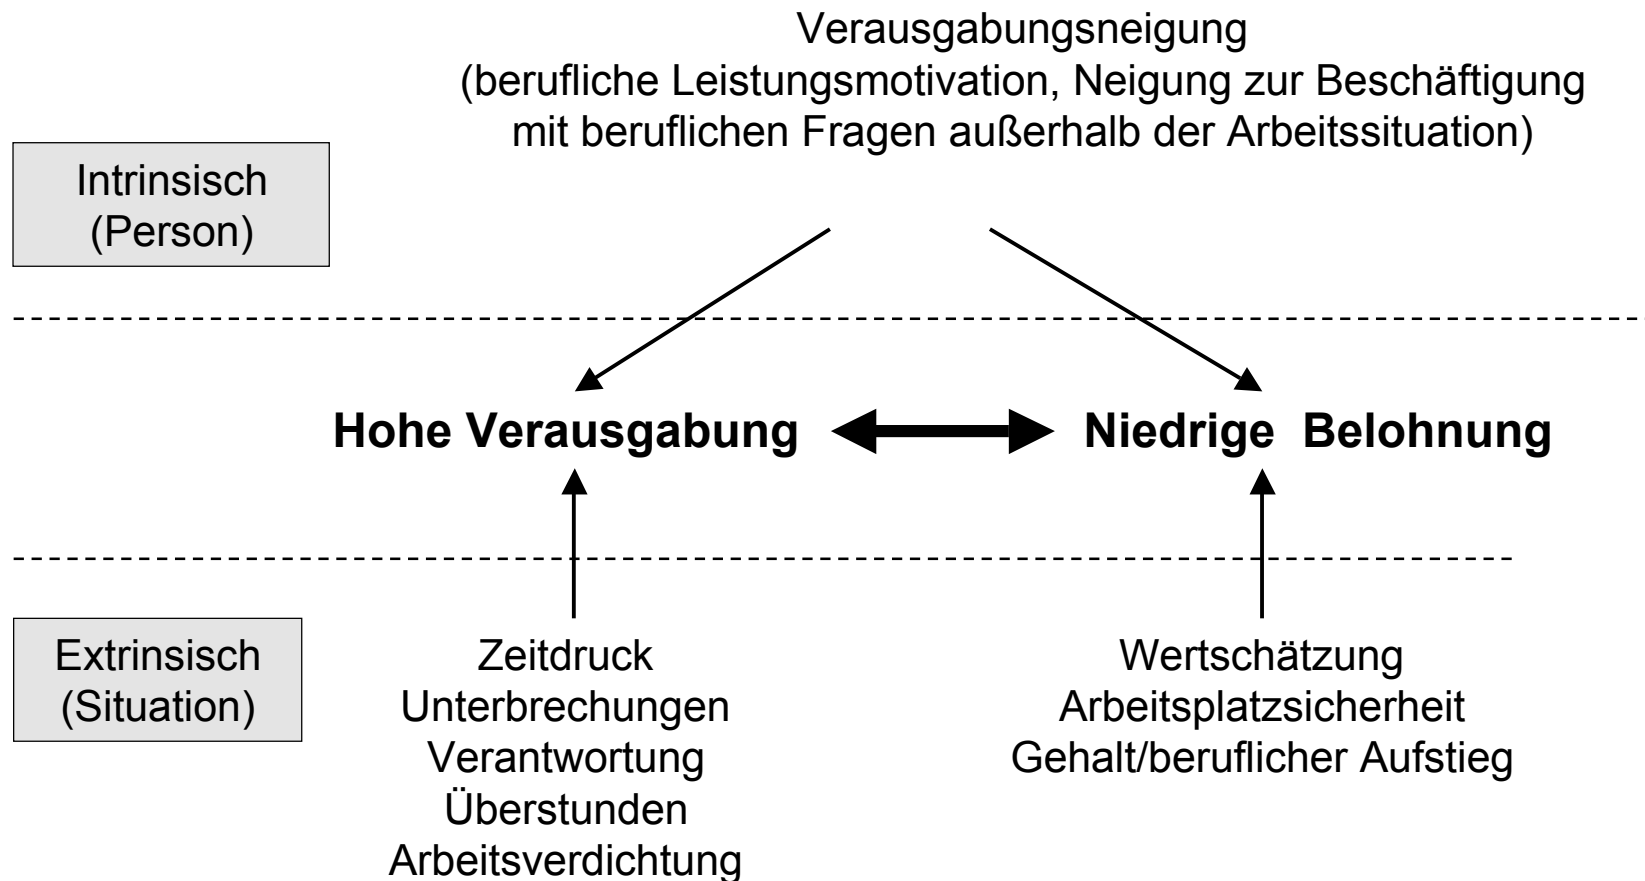 Verausgabungsneigung
(berufliche Leistungsmotivation, Neigung zur Beschäftigung
mit beruflichen Fragen außerhalb der Arbeitssituation)
Intrinsisch
(Person)
Hohe Verausgabung
Niedrige Belohnung
Extrinsisch
(Situation)
Zeitdruck
Unterbrechungen
Verantwortung
Überstunden
Arbeitsverdichtung
Wertschätzung
Arbeitsplatzsicherheit
Gehalt/beruflicher Aufstieg